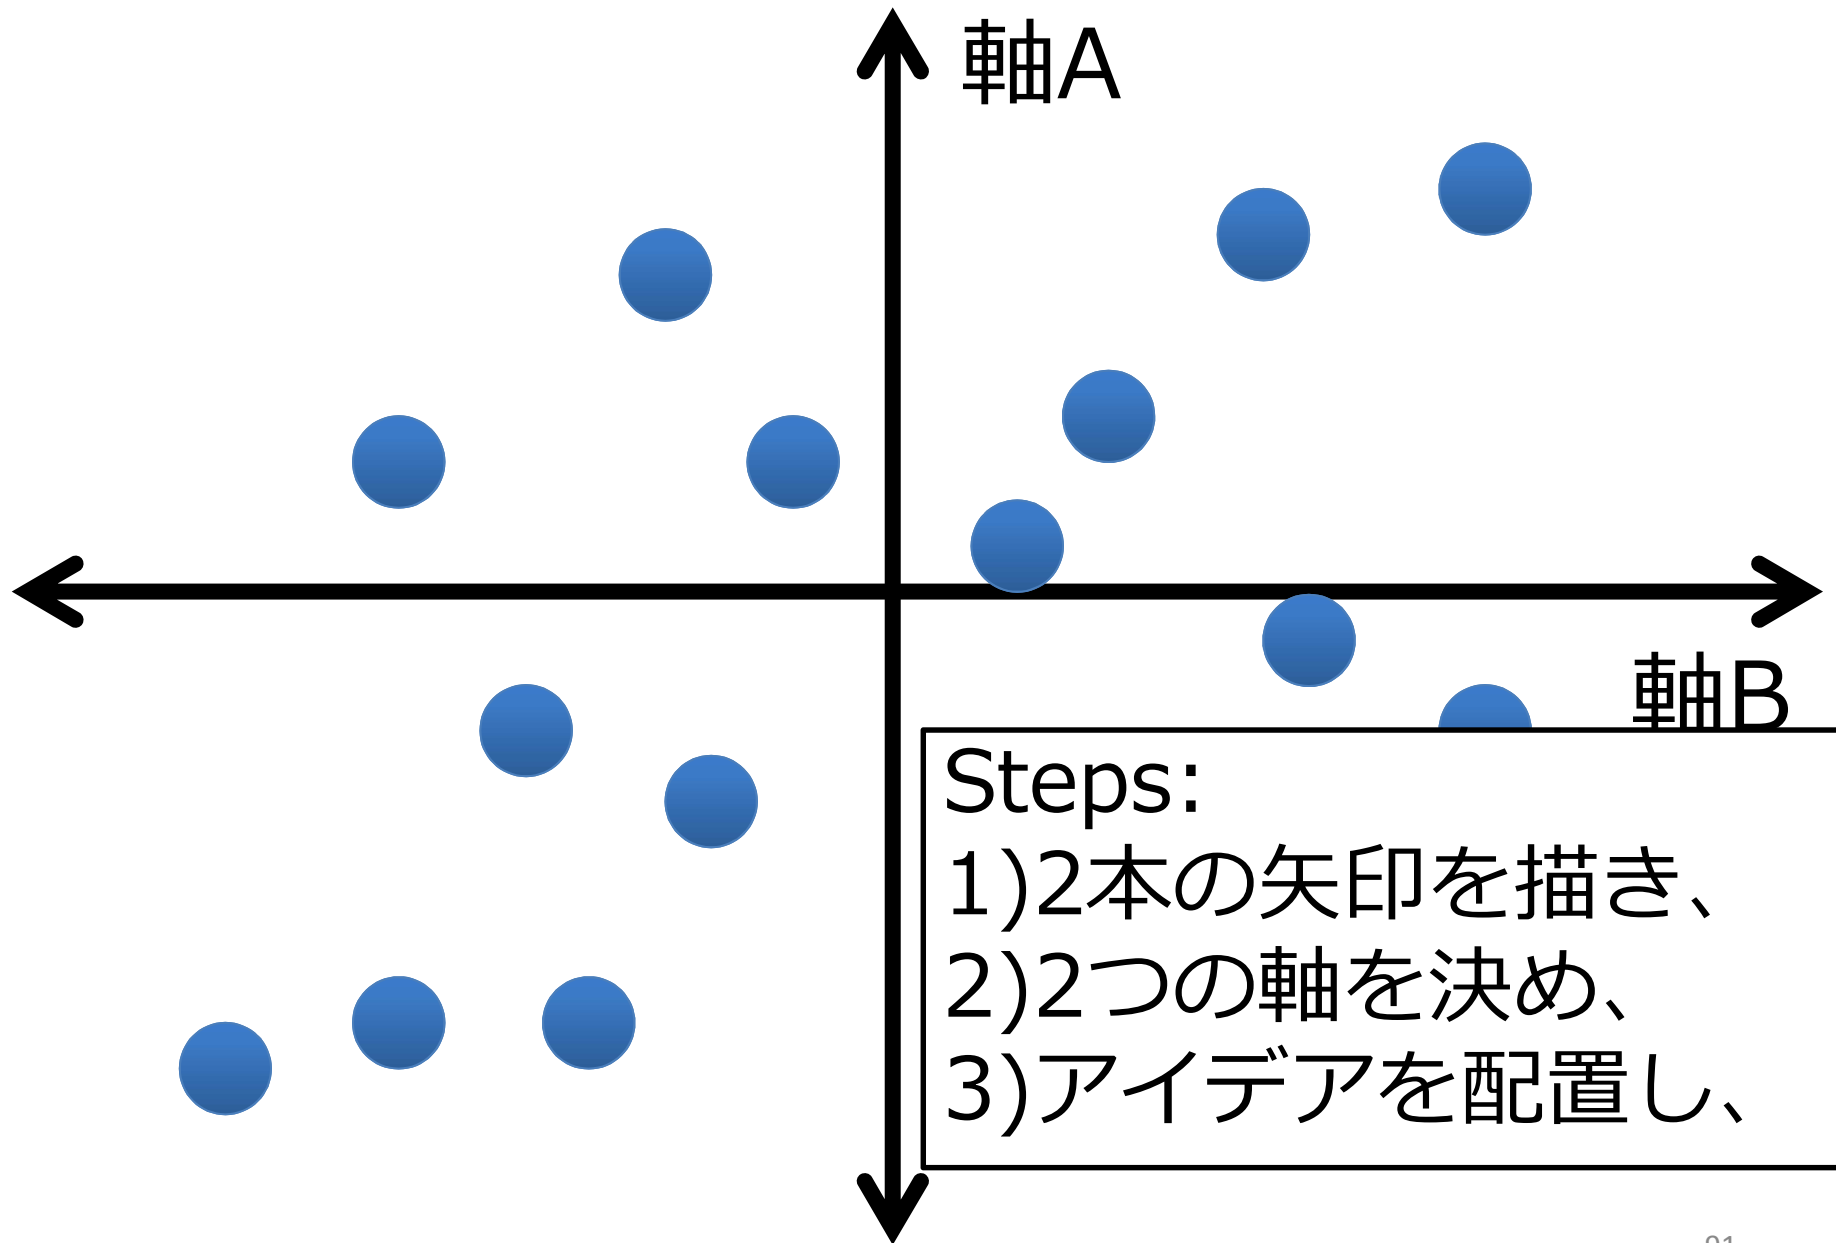 軸A
軸B
Steps:
1)2本の矢印を描き、
2)2つの軸を決め、
3)アイデアを配置し、